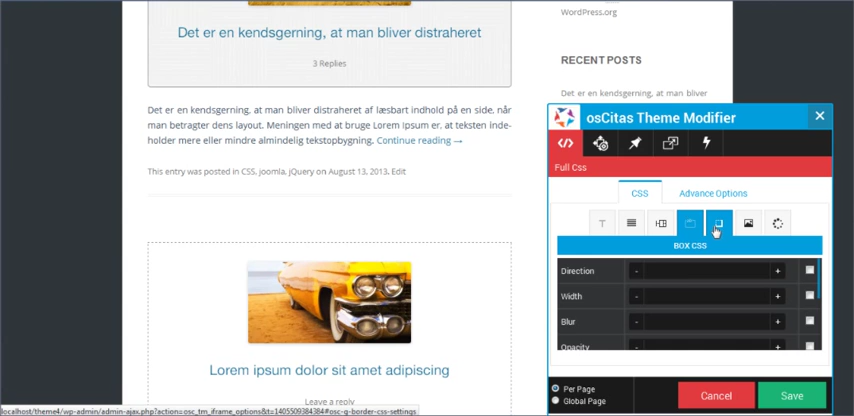 WordPress.org
Det er en kendsgerning, at man bliver distraheret
3 Replies
RECENT POSTS
Det er en kendsgerning, at man bliver
Det er en kendsgerning, at man bliver distraheret af læsbart indhold på en side, når
man betragter dens layout. Meningen med at bruge Lorem Ipsum er, at teksten inde-
holder mere eller mindre almindelig tekstopbygning, Continue reading →
This entry was posted in CSS, joomla, jQuery on August 13, 2013. Edit
Lorem ipsum dolor sit amet adipiscing
Leave a reply
osCitas Theme Modifier
Full Css
CSS
Advance Options
T
BOX CSS
Direction - +
Width - +
Blur - +
Opacity - +
Per Page
Global Page
Cancel
Save
localhost/theme4/wp-admin/admin-ajax.php?action=osc_tm_iframe_options&t=1405509384384#osc-g-border-css-settings